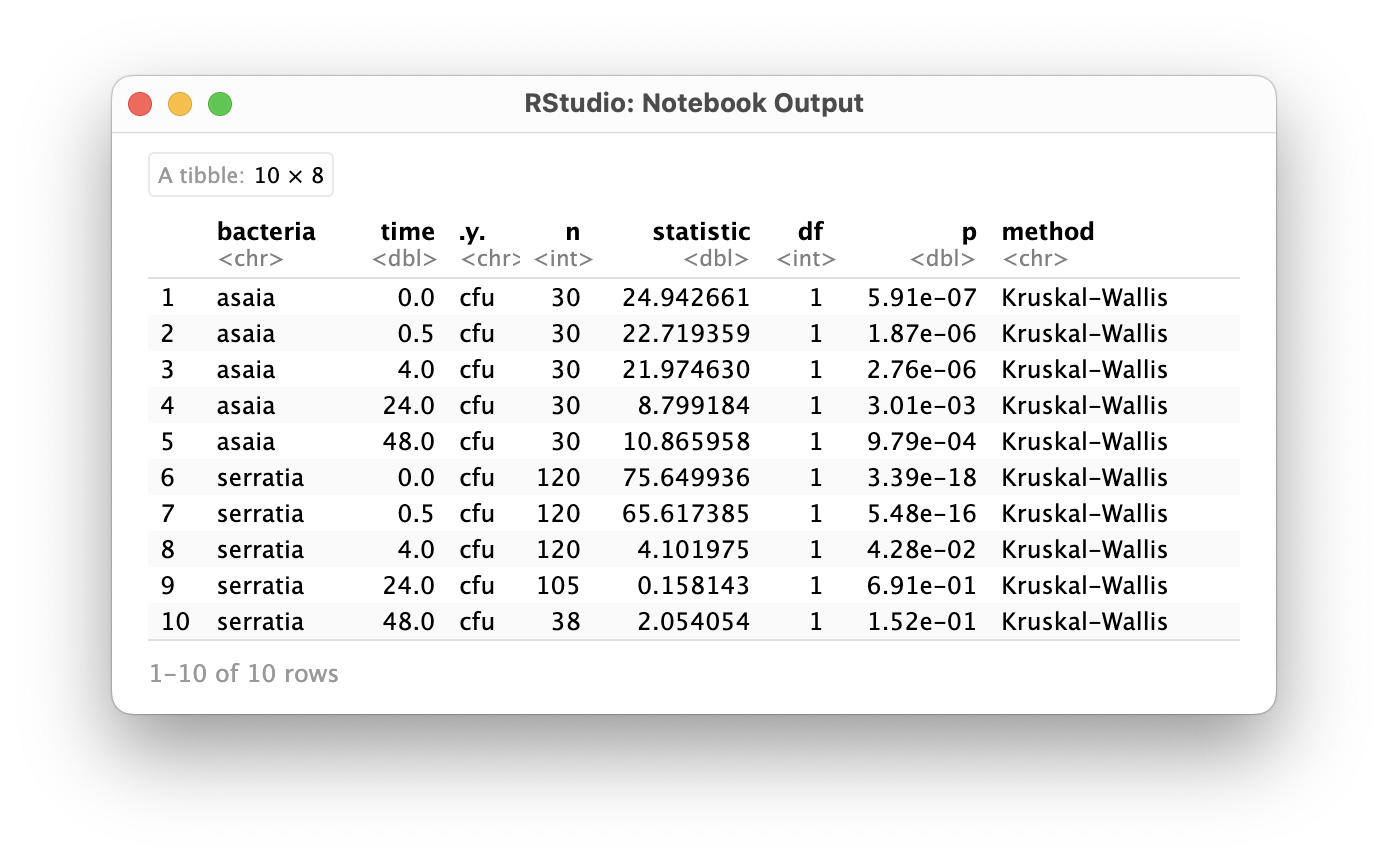 RStudio: Notebook Output
A tibble: 10 × 8
bacteria time .y. n statistic df p method
<chr> <dbl> <chr> <int> <dbl> <int> <dbl> <chr>
1 asaia 0.0 cfu 30 24.942661 1 5.91e-07 Kruskal-Wallis
2 asaia 0.5 cfu 30 22.719359 1 1.87e-06 Kruskal-Wallis
3 asaia 4.0 cfu 30 21.974630 1 2.76e-06 Kruskal-Wallis
4 asaia 24.0 cfu 30 8.799184 1 3.01e-03 Kruskal-Wallis
5 asaia 48.0 cfu 30 10.865958 1 9.79e-04 Kruskal-Wallis
6 serratia 0.0 cfu 120 75.649936 1 3.39e-18 Kruskal-Wallis
7 serratia 0.5 cfu 120 65.617385 1 5.48e-16 Kruskal-Wallis
8 serratia 4.0 cfu 120 4.101975 1 4.28e-02 Kruskal-Wallis
9 serratia 24.0 cfu 105 0.158143 1 6.91e-01 Kruskal-Wallis
10 serratia 48.0 cfu 38 2.054054 1 1.52e-01 Kruskal-Wallis
1-10 of 10 rows